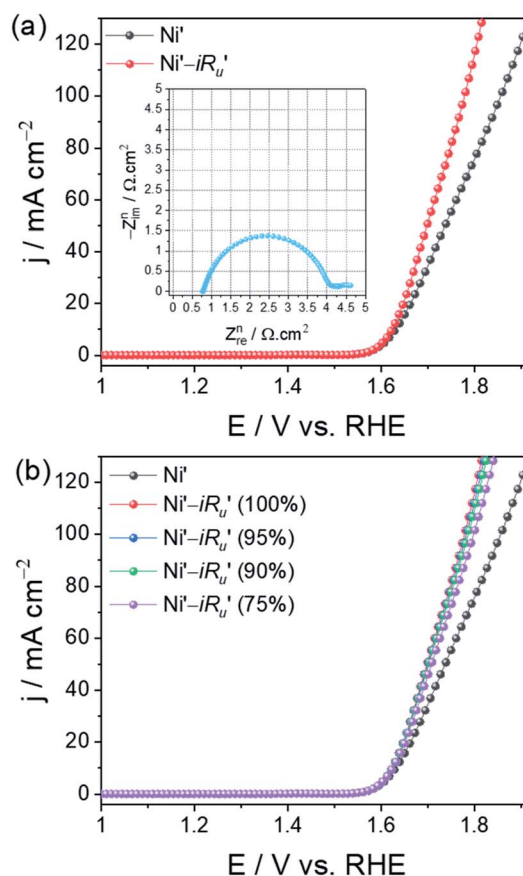 (a)
Ni'
Ni'–iRᵤ'
120
100
80
60
40
20
0
j / mA cm⁻²
5
4.5
4
3.5
3
2.5
2
1.5
1
0.5
0
–Zⁿᵢₘ / Ω.cm²
0 0.5 1 1.5 2 2.5 3 3.5 4 4.5 5
Zⁿᵣₑ / Ω.cm²
1 1.2 1.4 1.6 1.8
E / V vs. RHE
(b)
Ni'
Ni'–iRᵤ' (100%)
Ni'–iRᵤ' (95%)
Ni'–iRᵤ' (90%)
Ni'–iRᵤ' (75%)
120
100
80
60
40
20
0
j / mA cm⁻²
1 1.2 1.4 1.6 1.8
E / V vs. RHE